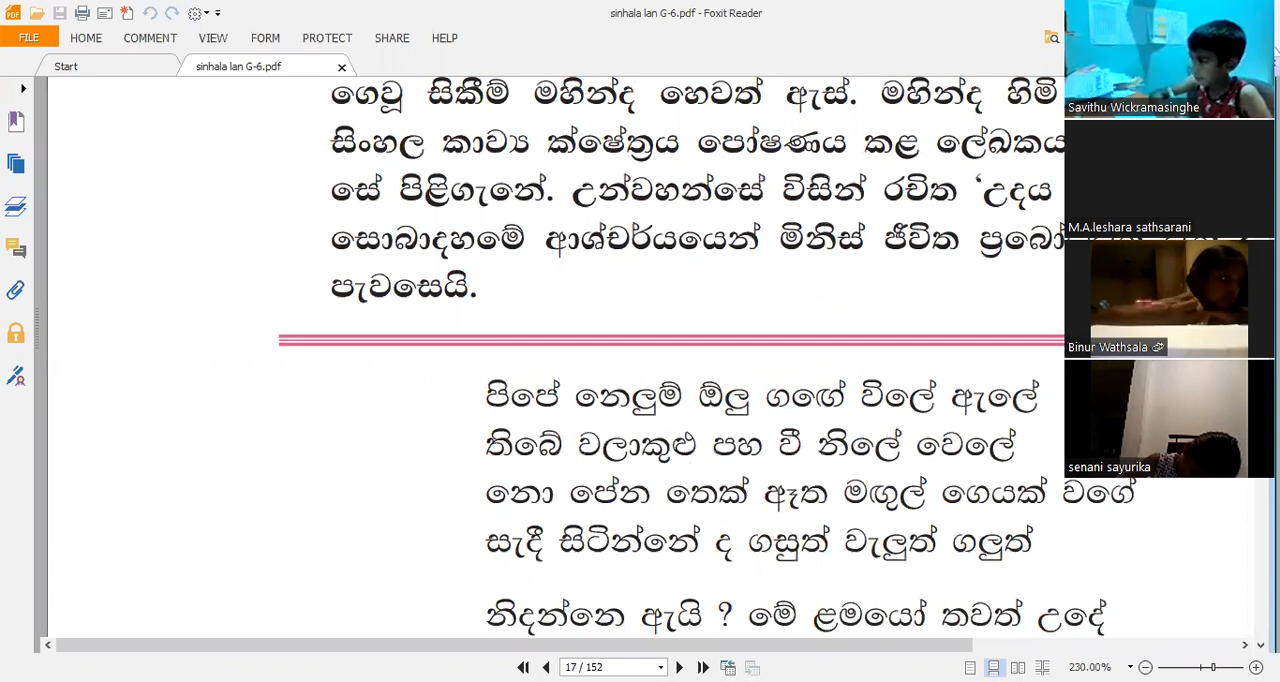 sinhala lan G-6.pdf - Foxit Reader
FILE HOME COMMENT VIEW FORM PROTECT SHARE HELP
Start sinhala lan G-6.pdf
ගෙවූ සිකීම් මහින්ද හෙවත් ඇස්. මහින්ද හිමි
සිංහල කාව්‍ය ක්ෂේත්‍රය පෝෂණය කළ ලේඛකය
සේ පිළිගැනේ. උන්වහන්සේ විසින් රචිත ‘උදය
සොබාදහමේ ආශ්චර්යයෙන් මිනිස් ජීවිත
පැවසෙයි.
පිපේ නෙලුම් ඕලු ගඟේ විලේ ඇලේ
තිබේ වලාකුළු පහ වී නිලේ වෙලේ
නො පේන තෙක් ඈත මඟුල් ගෙයක් වගේ
සැදී සිටින්නේ ද ගසුත් වැලුත් ගලුත්
නිදන්නෙ ඇයි ? මේ ළමයෝ තවත් උදේ
Savithu Wickramasinghe
M.A.leshara sathsarani
Binur Wathsala
senani sayurika
17 / 152
230.00%